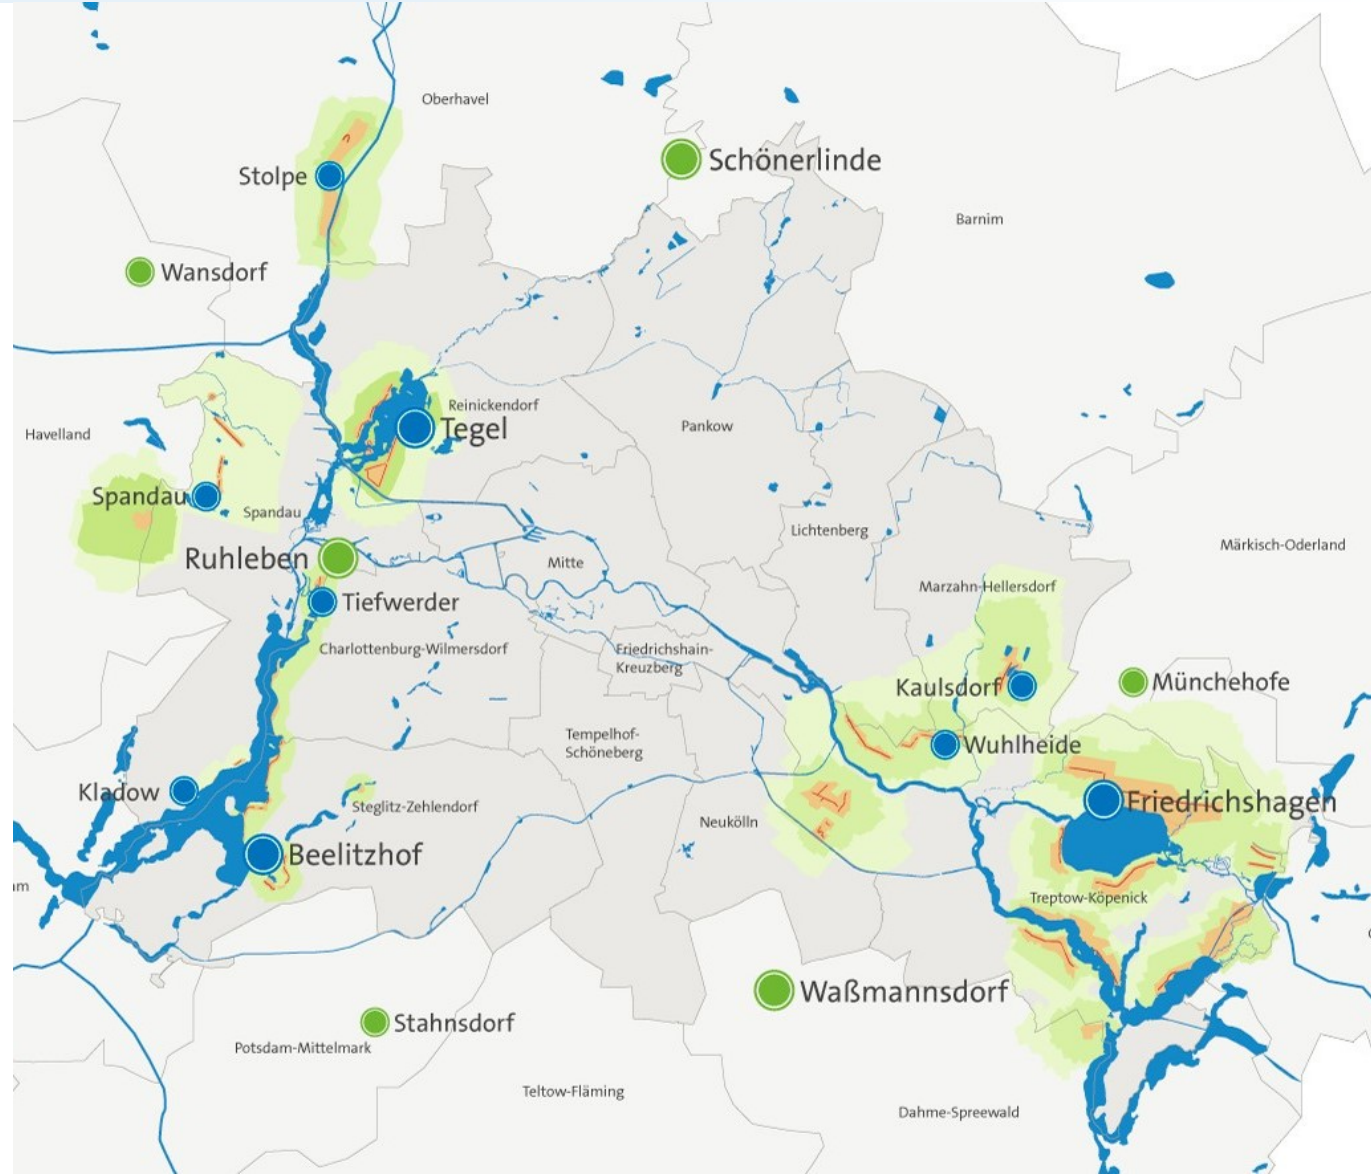 Oberhavel
Schönerlinde
Stolpe
Barnim
Wansdorf
Reinickendorf
Tegel
Pankow
Havelland
Spandau
Spandau
Lichtenberg
Märkisch-Oderland
Ruhleben
Mitte
Marzahn-Hellersdorf
Tiefwerder
Charlottenburg-Wilmersdorf
Friedrichshain-
Kreuzberg
Kaulsdorf
Münchehofe
Tempelhof-
Schöneberg
Wuhlheide
Kladow
Steglitz-Zehlendorf
Friedrichshagen
Neukölln
Beelitzhof
am
Treptow-Köpenick
Waßmannsdorf
Stahnsdorf
Potsdam-Mittelmark
Teltow-Fläming
Dahme-Spreewald